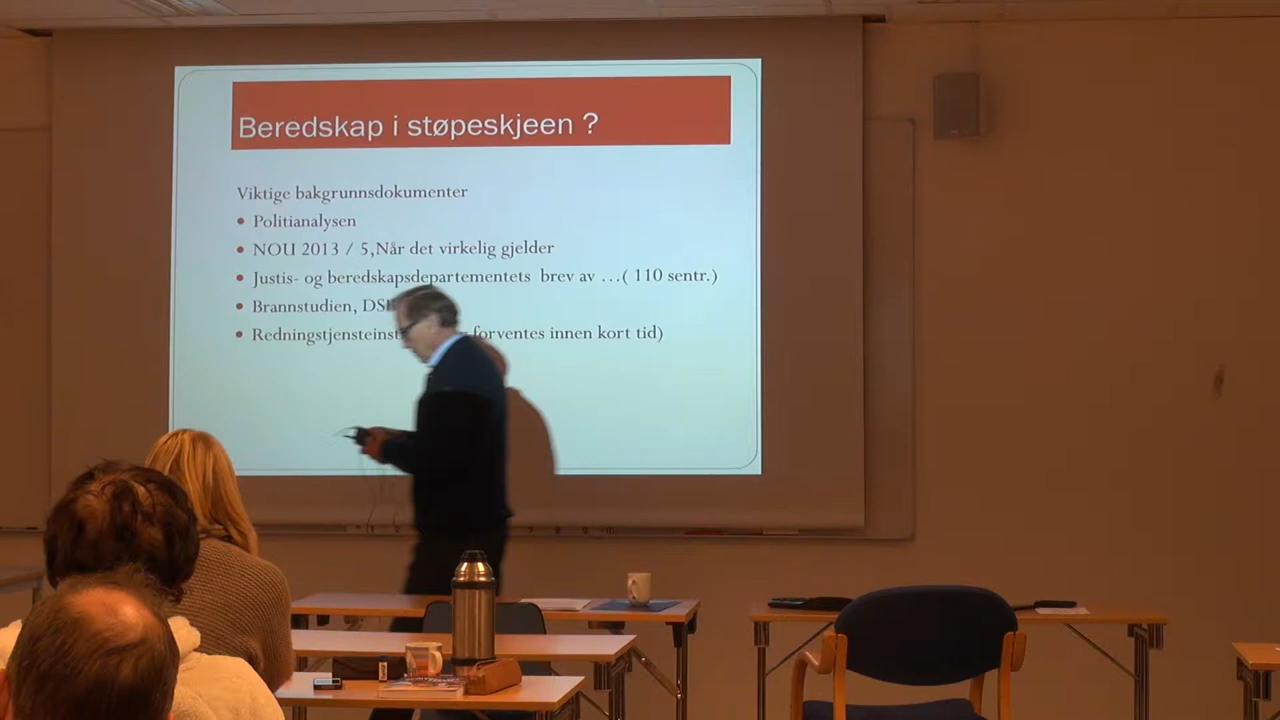 Beredskap i støpeskjeen ?
Viktige bakgrunnsdokumenter
• Politianalysen
• NOU 2013 / 5,Når det virkelig gjelder
• Justis- og beredskapsdepartementets brev av …( 110 sentr.)
• Brannstudien,
• forventes innen kort tid)